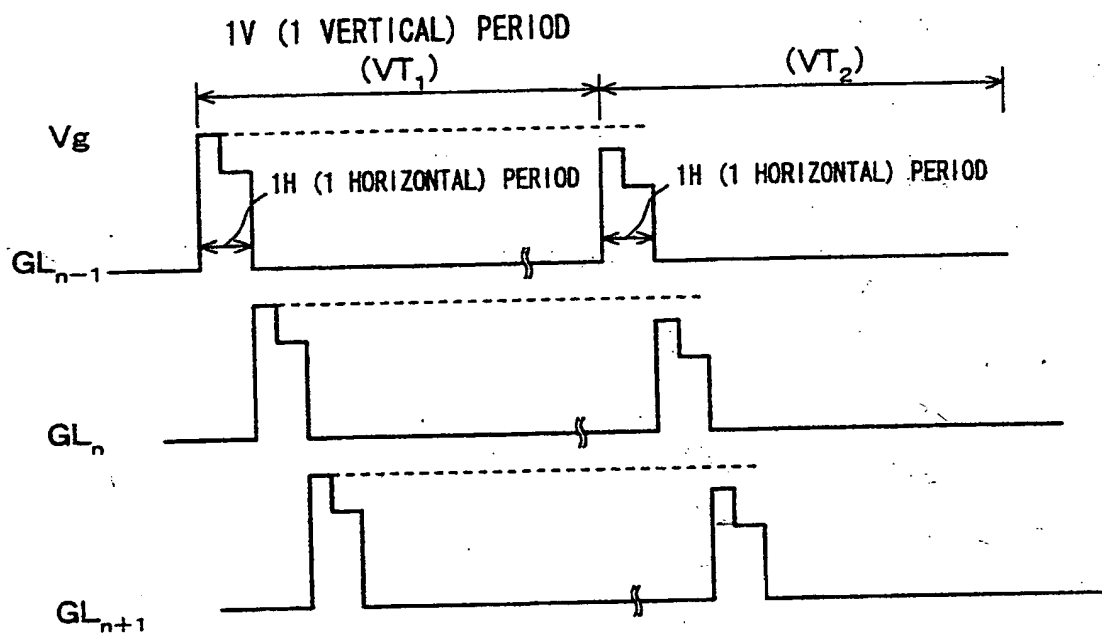 1V (1 VERTICAL) PERIOD
(VT₁) (VT₂)
Vg
1H (1 HORIZONTAL) PERIOD 1H (1 HORIZONTAL) PERIOD
GLₙ₋₁
GLₙ
GLₙ₊₁